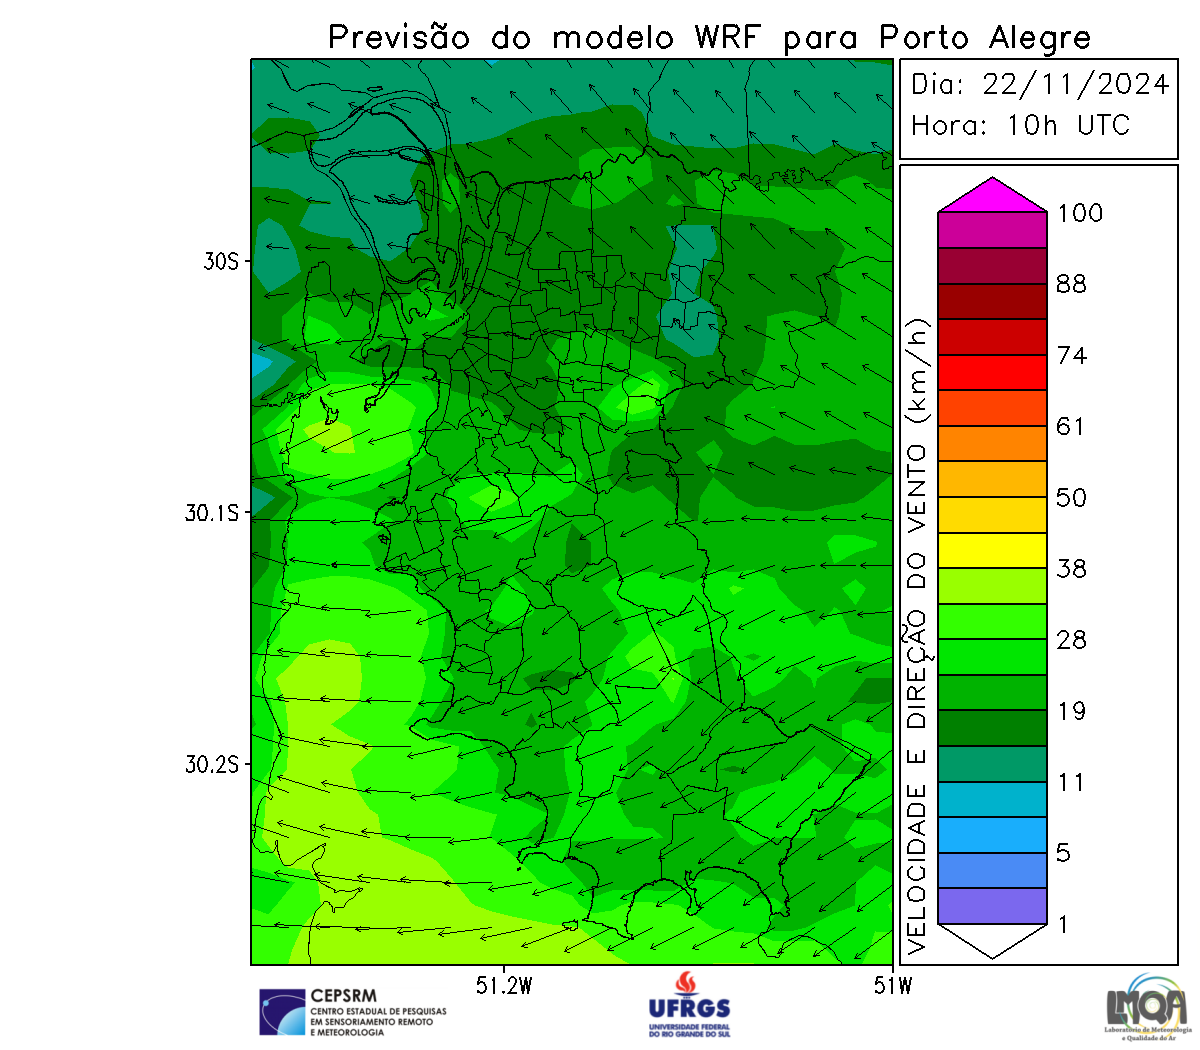 Previsão do modelo WRF para Porto Alegre
Dia: 22/11/2024
Hora: 10h UTC
100
88
74
61
50
38
28
19
11
5
1
VELOCIDADE E DIREÇÃO DO VENTO (km/h)
30S
30.1S
30.2S
51.2W
51W
CEPSRM
CENTRO ESTADUAL DE PESQUISAS
EM SENSORIAMENTO REMOTO
E METEOROLOGIA
UFRGS
UNIVERSIDADE FEDERAL
DO RIO GRANDE DO SUL
LMQA
Laboratório de Meteorologia
e Qualidade do Ar